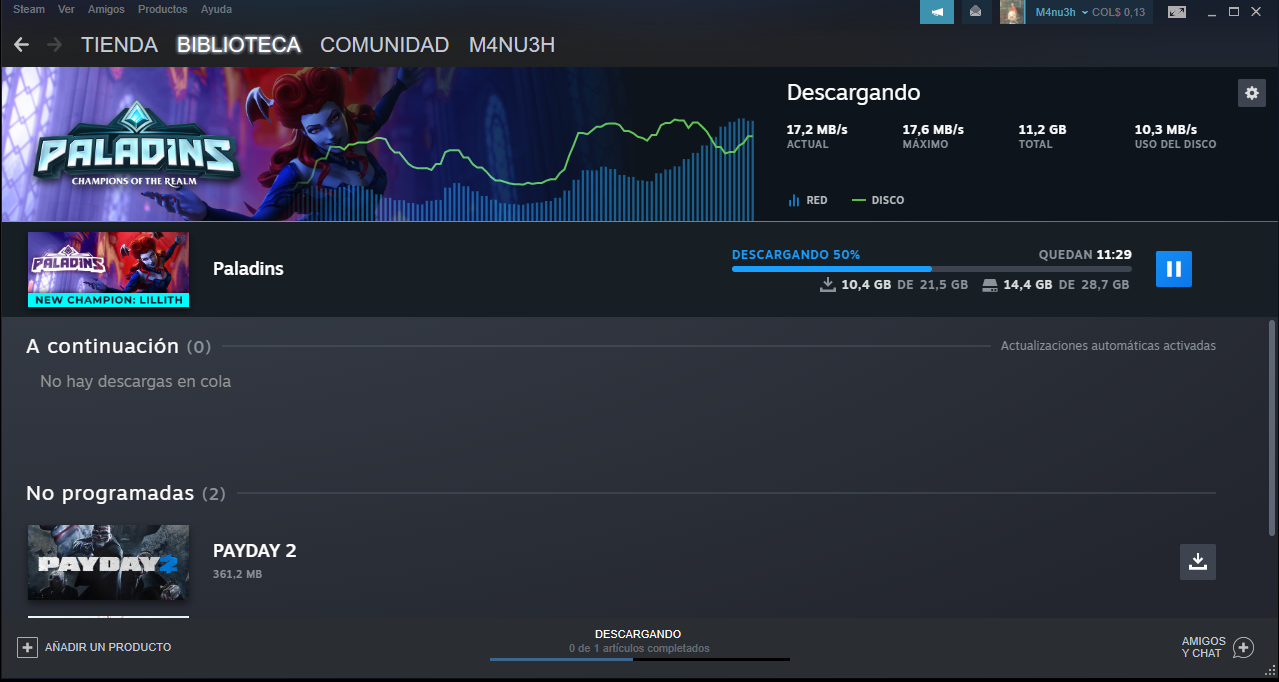 Steam Ver Amigos Productos Ayuda
M4nu3h COL$ 0,13
TIENDA BIBLIOTECA COMUNIDAD M4NU3H
PALADINS
CHAMPIONS OF THE REALM
Descargando
17,2 MB/s 17,6 MB/s 11,2 GB 10,3 MB/s
ACTUAL MÁXIMO TOTAL USO DEL DISCO
RED DISCO
PALADINS
NEW CHAMPION: LILLITH
Paladins
DESCARGANDO 50% QUEDAN 11:29
10,4 GB DE 21,5 GB 14,4 GB DE 28,7 GB
A continuación (0) Actualizaciones automáticas activadas
No hay descargas en cola
No programadas (2)
PAYDAY 2
PAYDAY 2
361,2 MB
AÑADIR UN PRODUCTO
DESCARGANDO
0 de 1 artículos completados
AMIGOS
Y CHAT